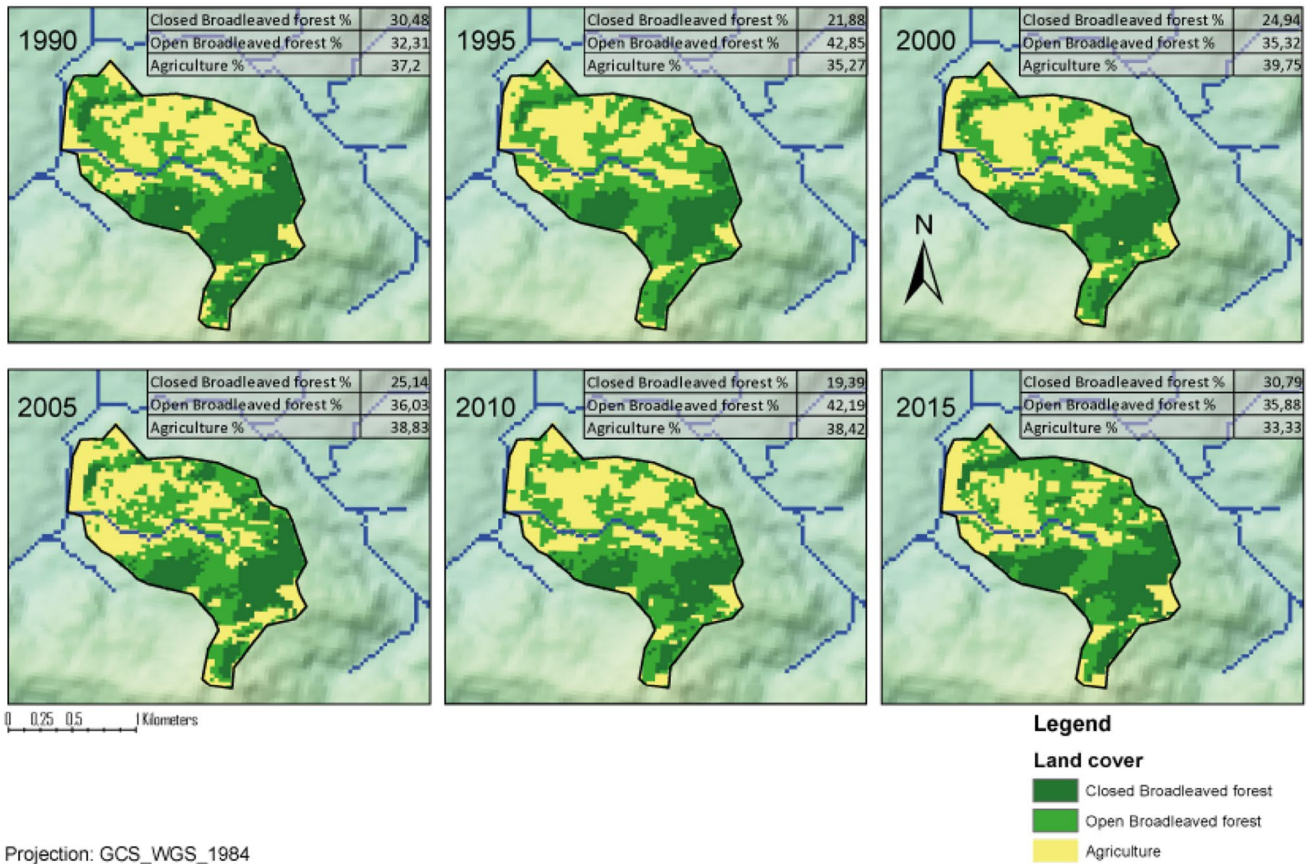 1990
Closed Broadleaved forest % 30,48
Open Broadleaved forest % 32,31
Agriculture % 37,2
1995
Closed Broadleaved forest % 21,88
Open Broadleaved forest % 42,85
Agriculture % 35,27
2000
Closed Broadleaved forest % 24,94
Open Broadleaved forest % 35,32
Agriculture % 39,75
N
2005
Closed Broadleaved forest % 25,14
Open Broadleaved forest % 36,03
Agriculture % 38,83
2010
Closed Broadleaved forest % 19,39
Open Broadleaved forest % 42,19
Agriculture % 38,42
2015
Closed Broadleaved forest % 30,79
Open Broadleaved forest % 35,88
Agriculture % 33,33
0 0,25 0,5 1 Kilometers
Legend
Land cover
Closed Broadleaved forest
Open Broadleaved forest
Agriculture
Projection: GCS_WGS_1984